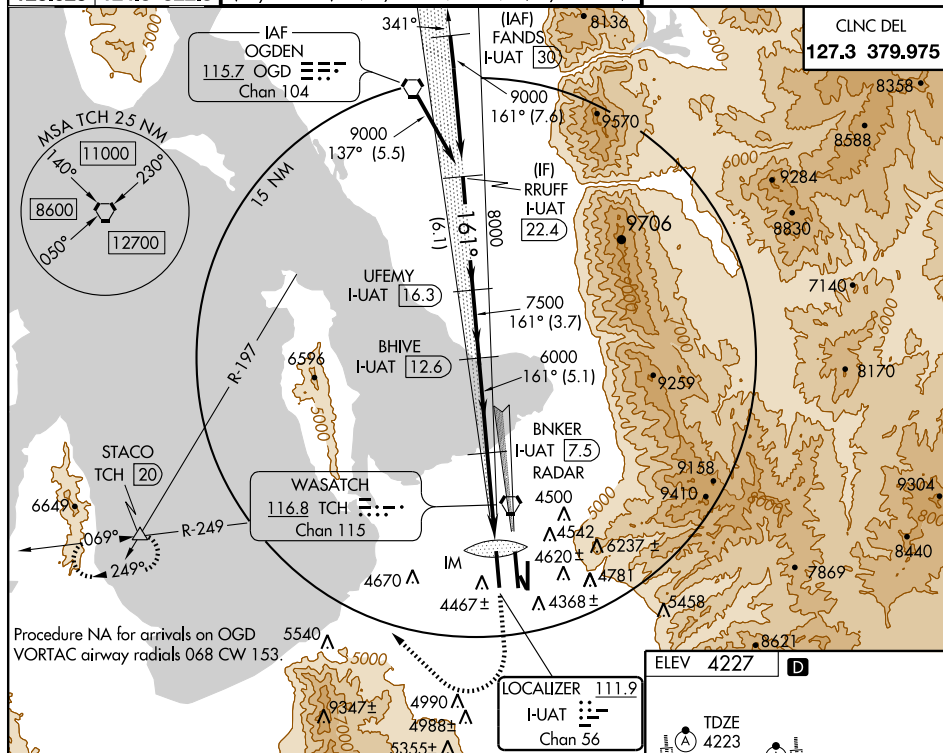 341°
(IAF)
FANDS
I-UAT 30
8136
CLNC DEL
127.3 379.975
IAF
OGDEN
115.7 OGD
Chan 104
5000
8358
9000
161° (7.6)
9570
8588
6000
9284
8830
MSA TCH 25 NM
11000
140°
230°
8600
050°
12700
9000
137° (5.5)
15 NM
(IF)
RRUFF
I-UAT
22.4
161°
(6.1)
8000
9706
7140
UFEMY
I-UAT 16.3
7500
161° (3.7)
R-197
6596
5000
BHIVE
I-UAT 12.6
6000
161° (5.1)
9259
8170
BNKER
I-UAT 7.5
RADAR
STACO
TCH 20
WASATCH
116.8 TCH
Chan 115
4500
9158
9410
9304
6649
069°
R-249
249°
4542
4620±
6237±
8000
8440
IM
4670
4467±
4781
4368±
7869
5458
Procedure NA for arrivals on OGD
VORTAC airway radials 068 CW 153.
5540
5000
8621
6000
9347±
4990
4988±
5355±
LOCALIZER 111.9
I-UAT
Chan 56
ELEV 4227
D
TDZE
4223
A